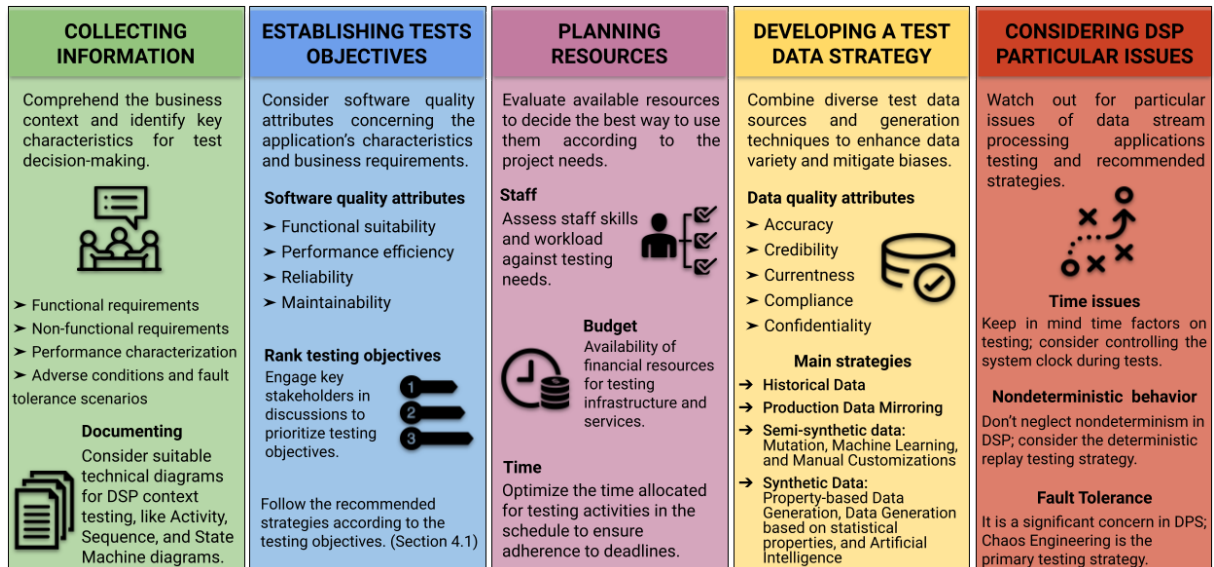 COLLECTING
INFORMATION
Comprehend the business
context and identify key
characteristics for test
decision-making.
➤ Functional requirements
➤ Non-functional requirements
➤ Performance characterization
➤ Adverse conditions and fault
tolerance scenarios
Documenting
Consider suitable
technical diagrams
for DSP context
testing, like Activity,
Sequence, and State
Machine diagrams.
ESTABLISHING TESTS
OBJECTIVES
Consider software quality
attributes concerning the
application's characteristics
and business requirements.
Software quality attributes
➤ Functional suitability
➤ Performance efficiency
➤ Reliability
➤ Maintainability
Rank testing objectives
Engage key
stakeholders in
discussions to
prioritize testing
objectives.
1
2
3
Follow the recommended
strategies according to the
testing objectives. (Section 4.1)
PLANNING
RESOURCES
Evaluate available resources
to decide the best way to use
them according to the
project needs.
Staff
Assess staff skills
and workload
against testing
needs.
Budget
Availability of
financial resources
for testing
infrastructure and
services.
Time
Optimize the time allocated
for testing activities in the
schedule to ensure
adherence to deadlines.
DEVELOPING A TEST
DATA STRATEGY
Combine diverse test data
sources and generation
techniques to enhance data
variety and mitigate biases.
Data quality attributes
➤ Accuracy
➤ Credibility
➤ Currentness
➤ Compliance
➤ Confidentiality
Main strategies
➔ Historical Data
➔ Production Data Mirroring
➔ Semi-synthetic data:
Mutation, Machine Learning,
and Manual Customizations
➔ Synthetic Data:
Property-based Data
Generation, Data Generation
based on statistical
properties, and Artificial
Intelligence
CONSIDERING DSP
PARTICULAR ISSUES
Watch out for particular
issues of data stream
processing applications
testing and recommended
strategies.
Time issues
Keep in mind time factors on
testing; consider controlling the
system clock during tests.
Nondeterministic behavior
Don't neglect nondeterminism in
DSP; consider the deterministic
replay testing strategy.
Fault Tolerance
It is a significant concern in DPS;
Chaos Engineering is the
primary testing strategy.